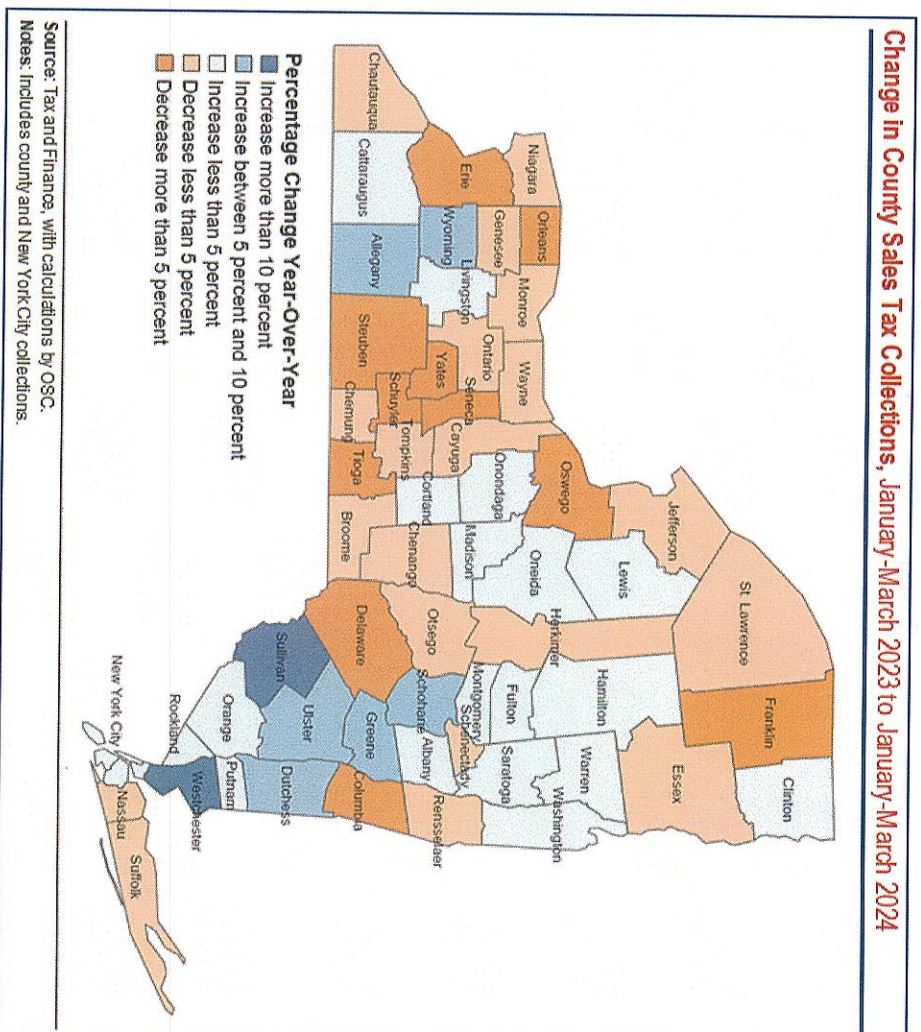 Change in County Sales Tax Collections, January-March 2023 to January-March 2024
Clinton
Franklin
St. Lawrence
Essex
Jefferson
Lewis
Hamilton
Herkimer
Warren
Washington
Oswego
Oneida
Fulton
Saratoga
Niagara
Orleans
Monroe
Wayne
Genesee
Ontario
Seneca
Cayuga
Onondaga
Madison
Montgomery
Schenectady
Erie
Wyoming
Livingston
Yates
Cortland
Otsego
Schoharie
Albany
Rensselaer
Tompkins
Schuyler
Chenango
Chautauqua
Cattaraugus
Allegany
Steuben
Chemung
Tioga
Broome
Delaware
Greene
Columbia
Ulster
Sullivan
Dutchess
Orange
Putnam
Rockland
Westchester
New York City
Nassau
Suffolk
Percentage Change Year-Over-Year
Increase more than 10 percent
Increase between 5 percent and 10 percent
Increase less than 5 percent
Decrease less than 5 percent
Decrease more than 5 percent
Source: Tax and Finance, with calculations by OSC.
Notes: Includes county and New York City collections.